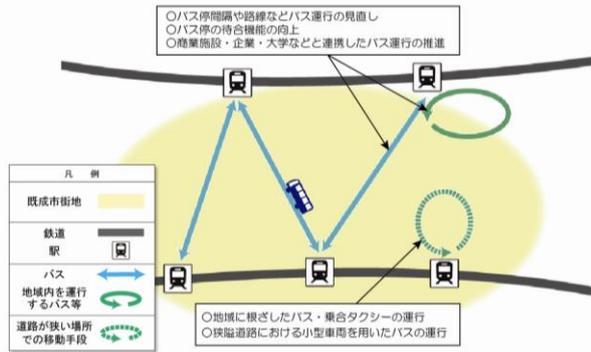 ○バス停間隔や路線などバス運行の見直し
○バス停の待合機能の向上
○商業施設・企業・大学などと連携したバス運行の推進
凡 例
既成市街地
鉄道
駅
バス
地域内を運行
するバス等
道路が狭い場所
での移動手段
○地域に根ざしたバス・乗合タクシーの運行
○狭隘道路における小型車両を用いたバスの運行